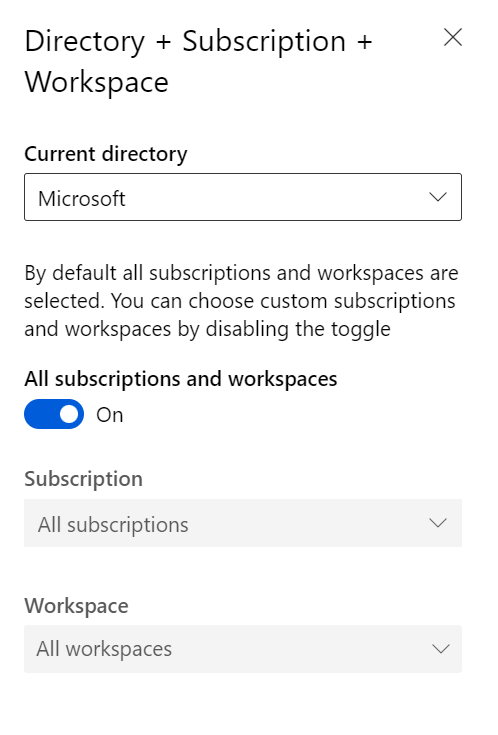 Directory + Subscription +
Workspace
Current directory
Microsoft
By default all subscriptions and workspaces are
selected. You can choose custom subscriptions
and workspaces by disabling the toggle
All subscriptions and workspaces
On
Subscription
All subscriptions
Workspace
All workspaces